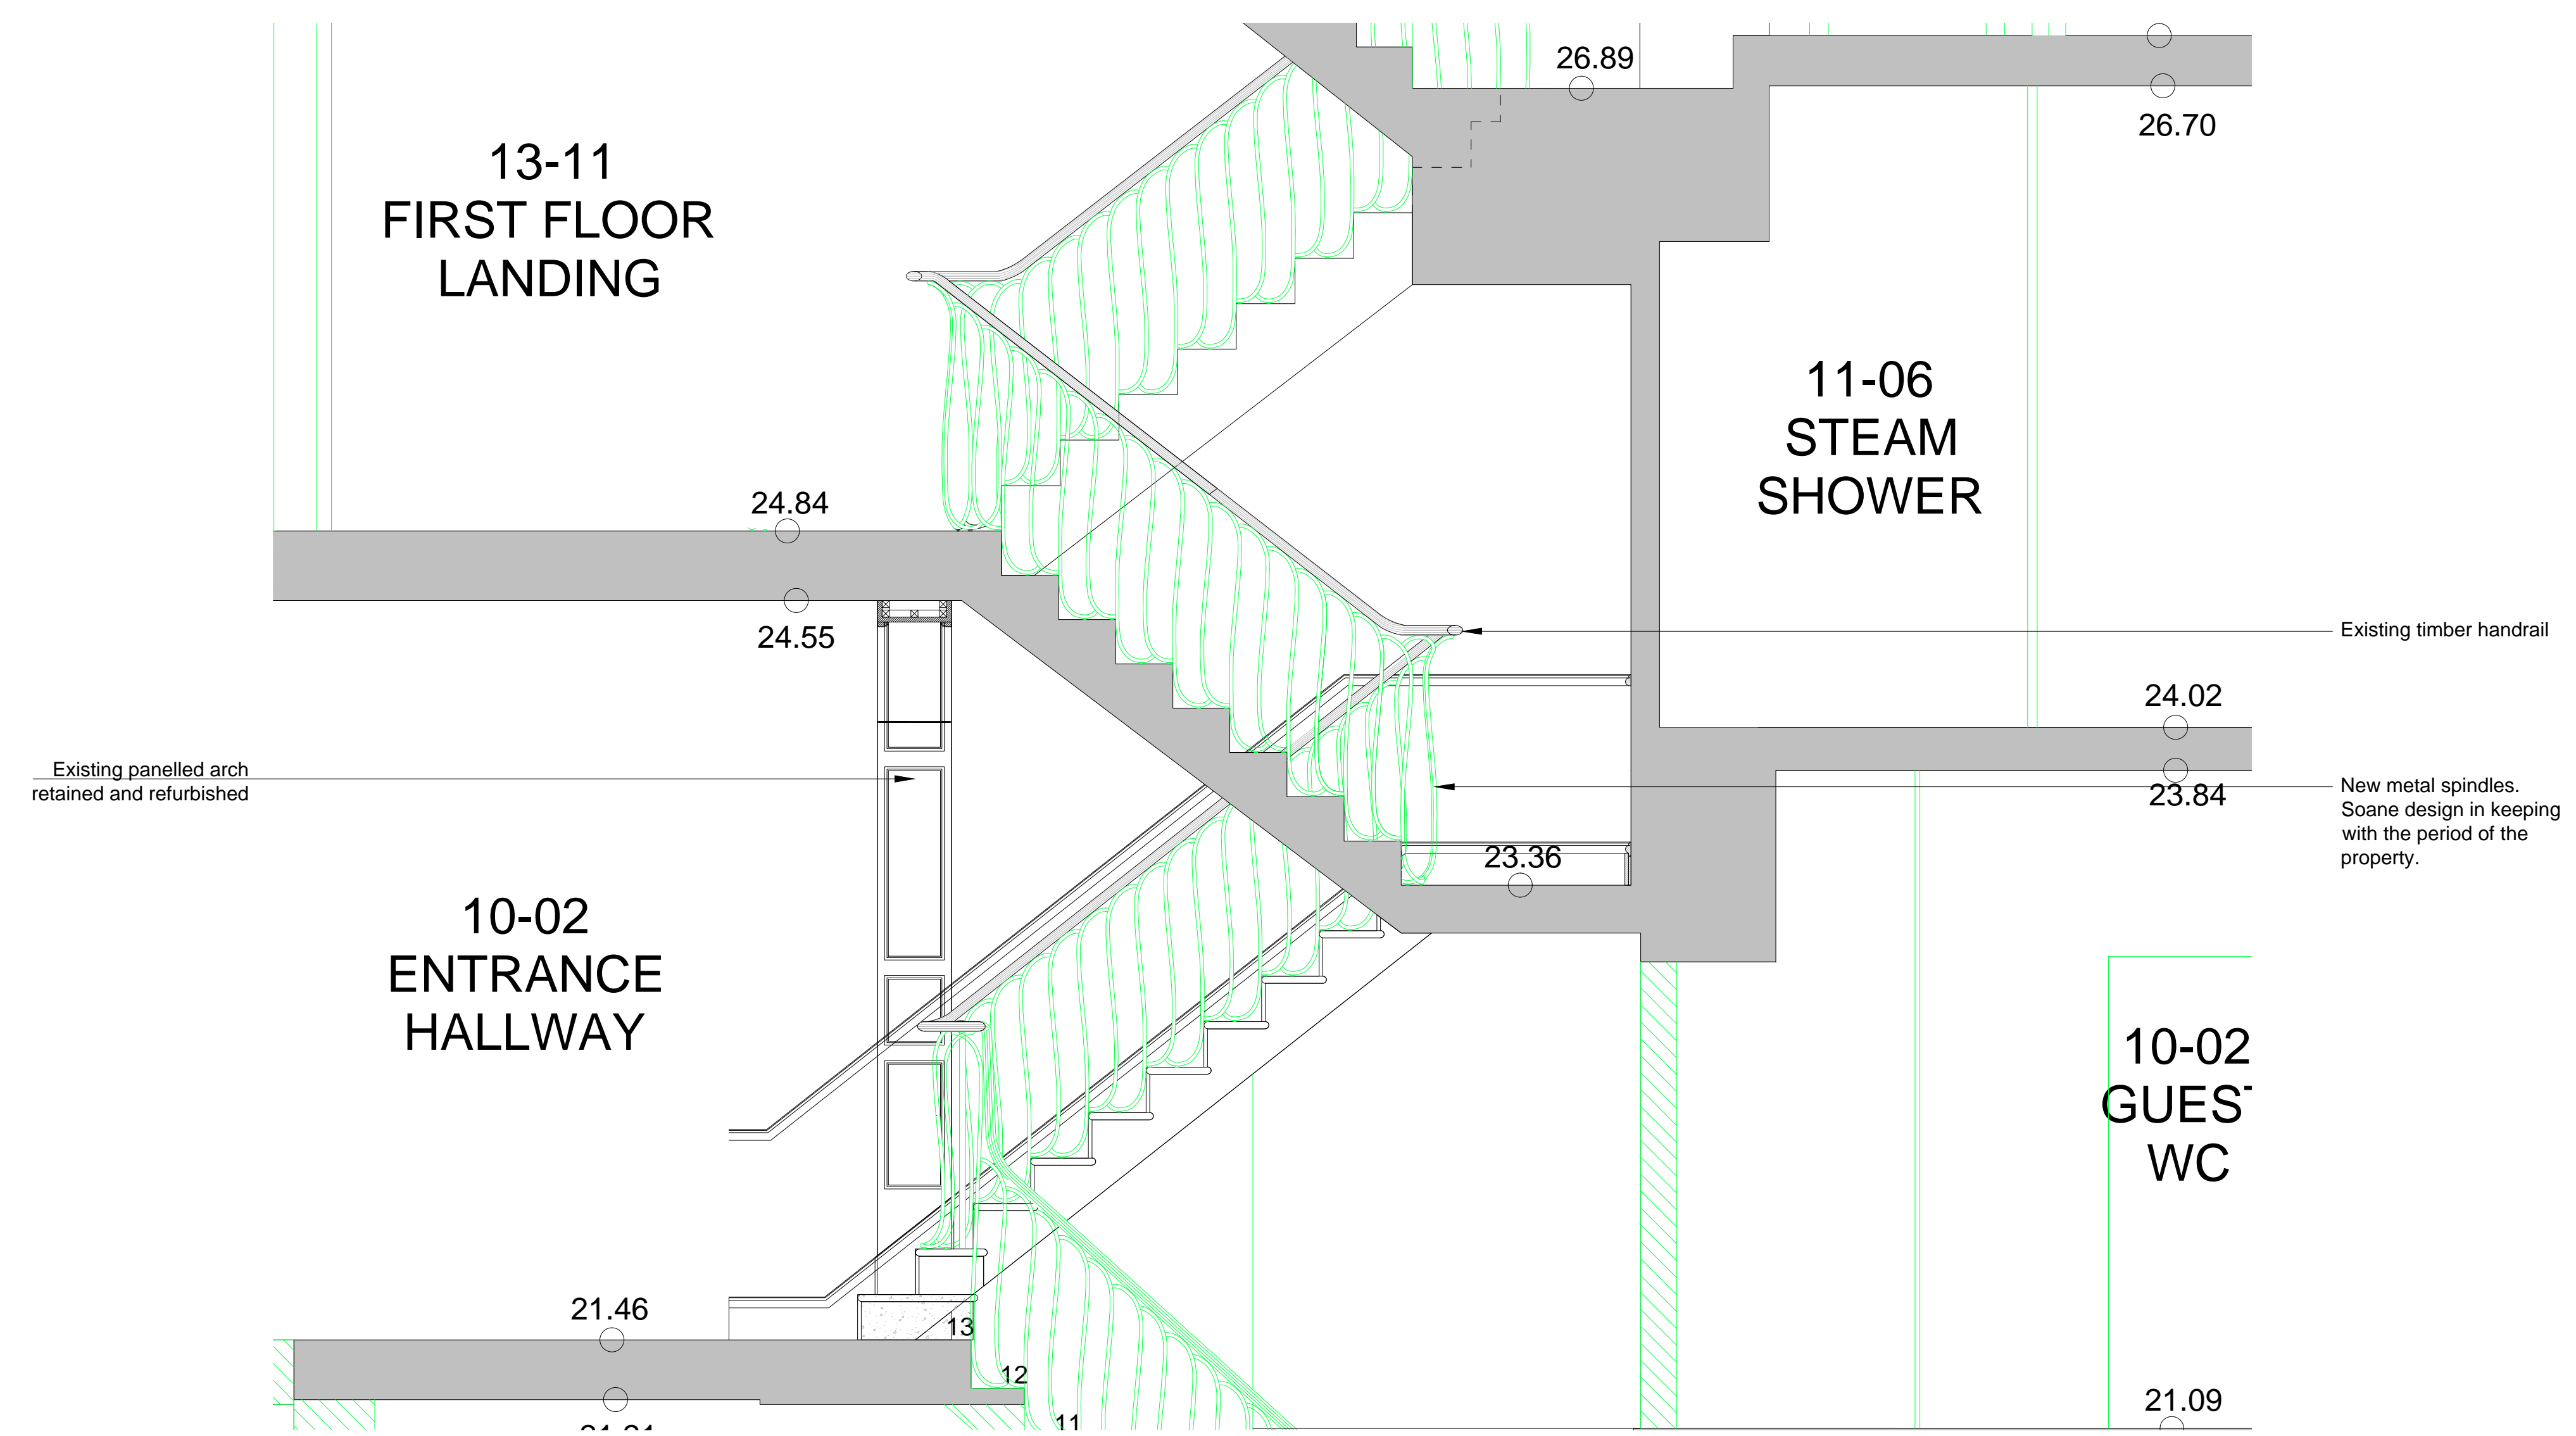 26.89
26.70
13-11
FIRST FLOOR
LANDING
11-06
STEAM
SHOWER
24.84
24.55
Existing timber handrail
24.02
23.84
Existing panelled arch
retained and refurbished
New metal spindles.
Soane design in keeping
with the period of the
property.
23.36
10-02
ENTRANCE
HALLWAY
10-02
GUEST
WC
21.46
13
12
11
21.09